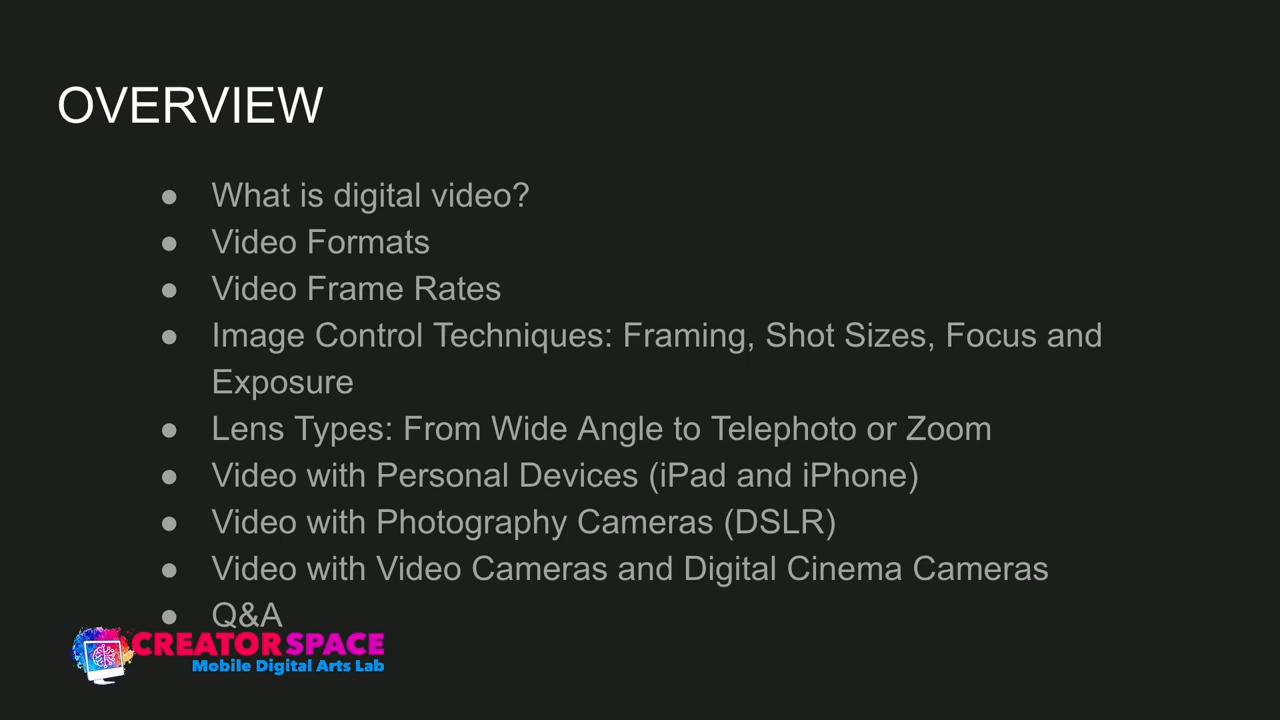 OVERVIEW
● What is digital video?
● Video Formats
● Video Frame Rates
● Image Control Techniques: Framing, Shot Sizes, Focus and
Exposure
● Lens Types: From Wide Angle to Telephoto or Zoom
● Video with Personal Devices (iPad and iPhone)
● Video with Photography Cameras (DSLR)
● Video with Video Cameras and Digital Cinema Cameras
● Q&A
CREATORSPACE
Mobile Digital Arts Lab